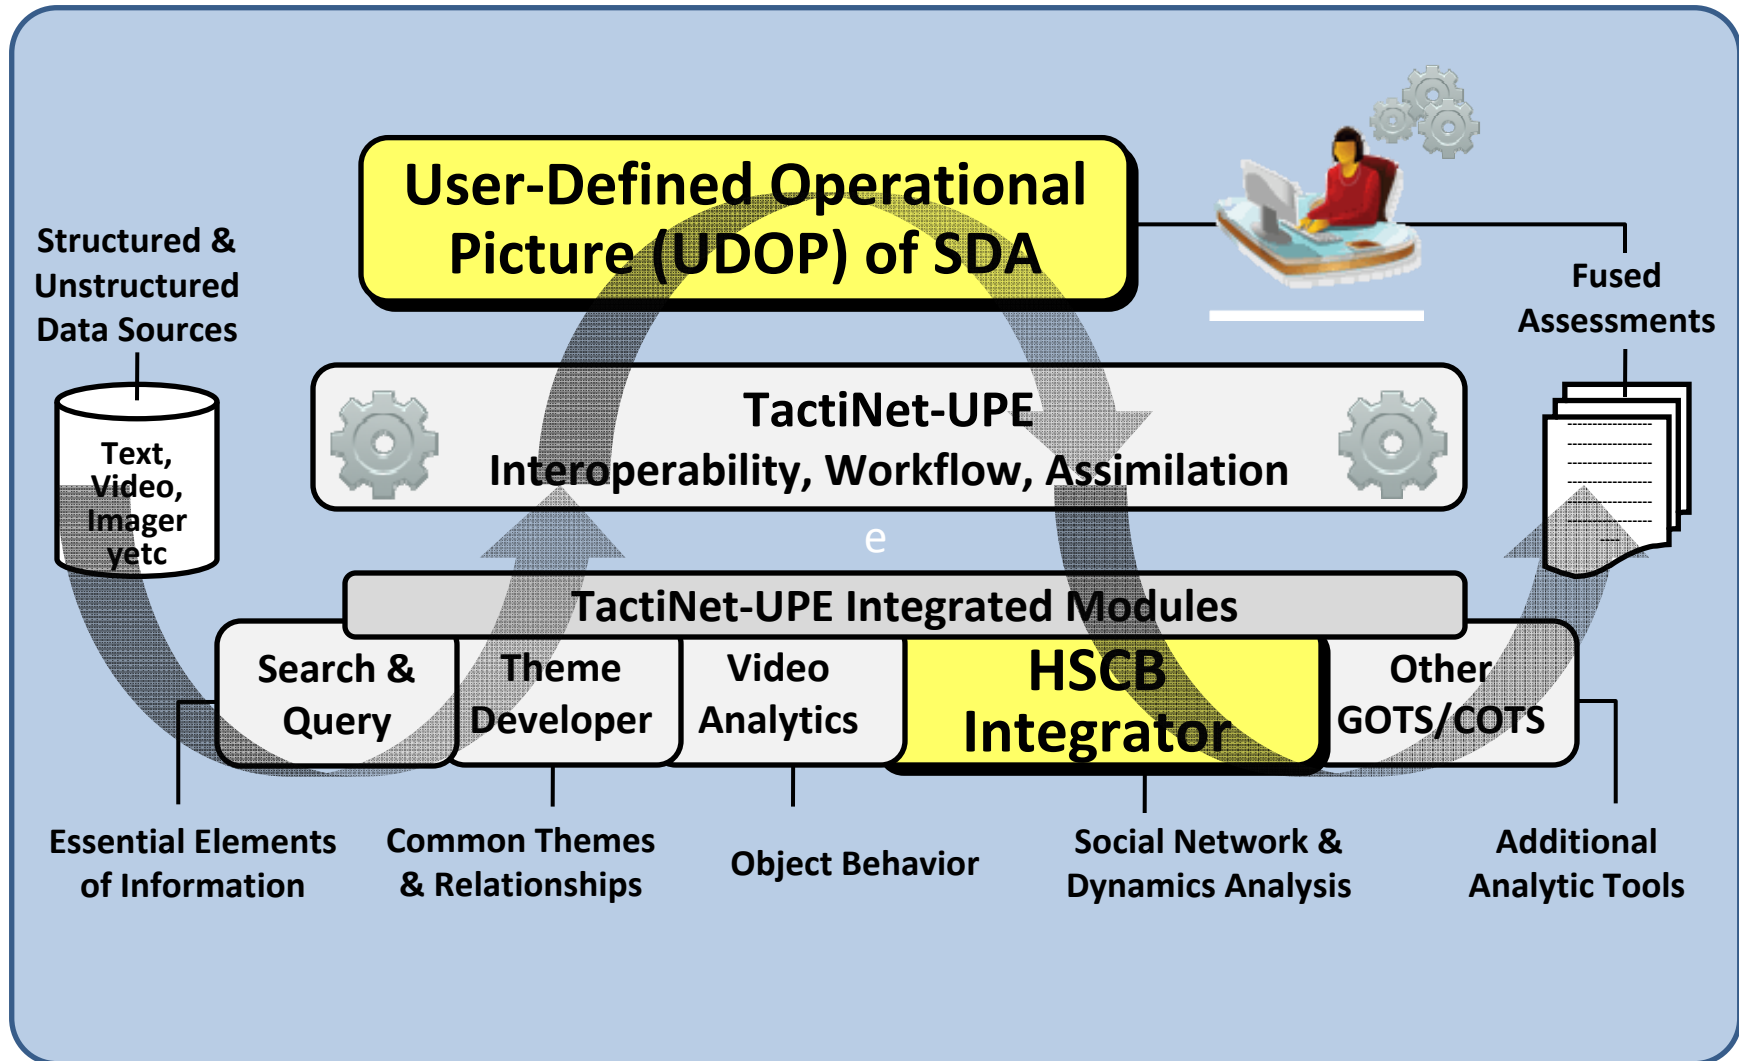 User-Defined Operational
Picture (UDOP) of SDA
Structured &
Unstructured
Data Sources
Fused
Assessments
Text,
Video,
Imager
yetc
TactiNet-UPE
Interoperability, Workflow, Assimilation
e
TactiNet-UPE Integrated Modules
Search &
Query
Theme
Developer
Video
Analytics
HSCB
Integrator
Other
GOTS/COTS
Essential Elements
of Information
Common Themes
& Relationships
Object Behavior
Social Network &
Dynamics Analysis
Additional
Analytic Tools